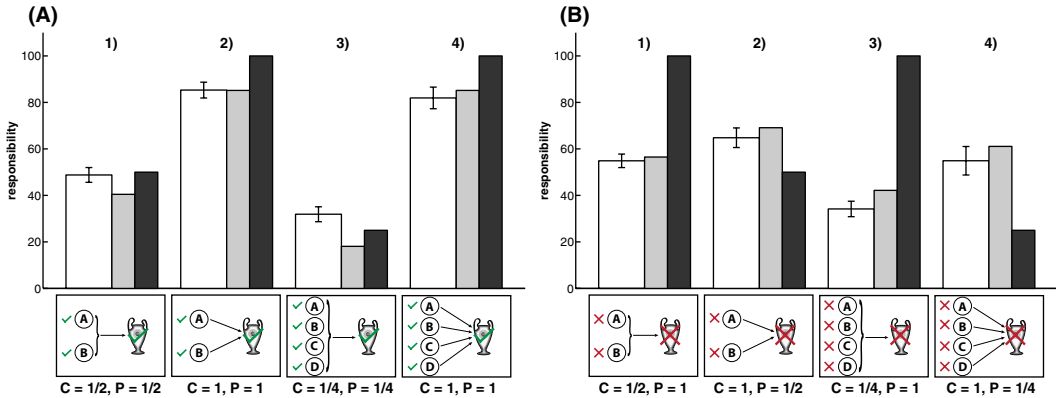 (A)
1) 2) 3) 4)
responsibility
100
80
60
40
20
0
A
B
A
B
A
B
C
D
A
B
C
D
C = 1/2, P = 1/2
C = 1, P = 1
C = 1/4, P = 1/4
C = 1, P = 1
(B)
1) 2) 3) 4)
responsibility
100
80
60
40
20
0
A
B
A
B
A
B
C
D
A
B
C
D
C = 1/2, P = 1
C = 1, P = 1/2
C = 1/4, P = 1
C = 1, P = 1/4